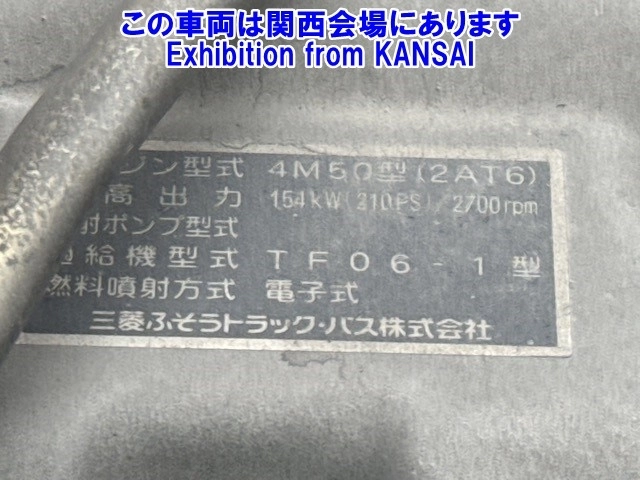 この車両は関西会場にあります
Exhibition from KANSAI
ジン型式 4M50型(2AT6)
高出力 154kW(210PS)/2700rpm
射ポンプ型式
給機型式 TF06-1型
燃料噴射方式 電子式
三菱ふそうトラック・バス株式会社